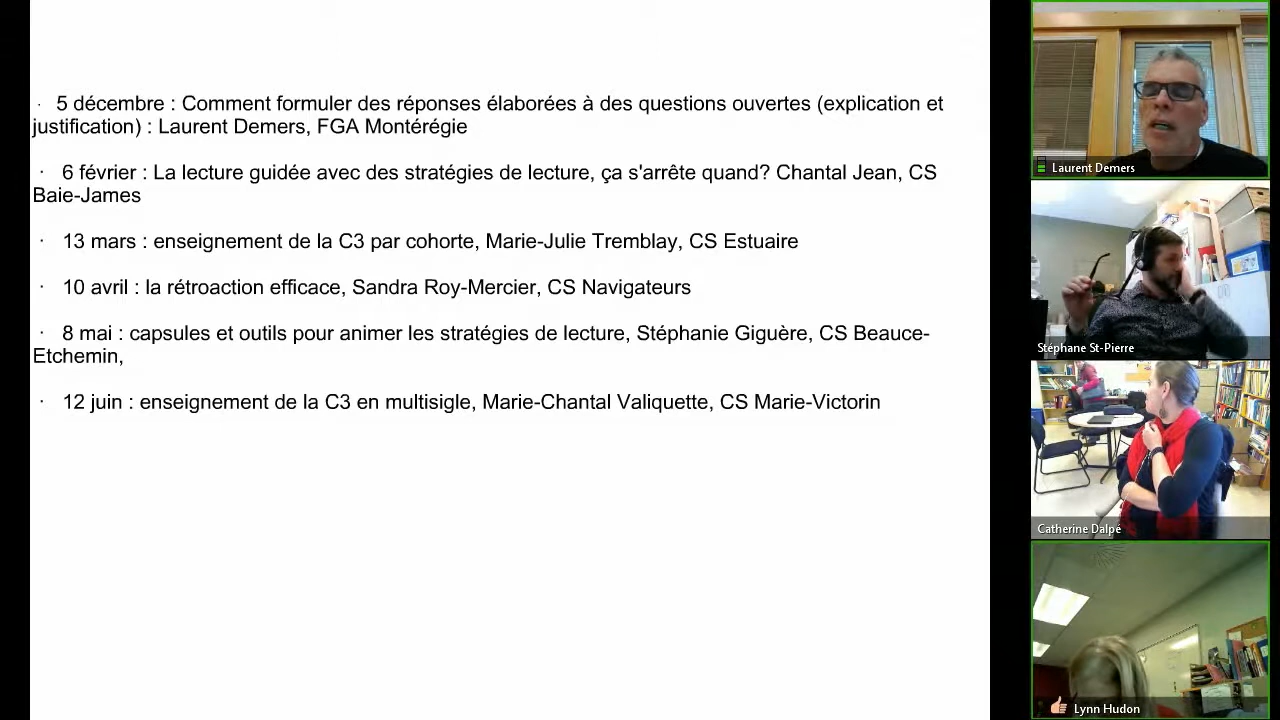 · 5 décembre : Comment formuler des réponses élaborées à des questions ouvertes (explication et
justification) : Laurent Demers, FGA Montérégie
· 6 février : La lecture guidée avec des stratégies de lecture, ça s'arrête quand? Chantal Jean, CS
Baie-James
· 13 mars : enseignement de la C3 par cohorte, Marie-Julie Tremblay, CS Estuaire
· 10 avril : la rétroaction efficace, Sandra Roy-Mercier, CS Navigateurs
· 8 mai : capsules et outils pour animer les stratégies de lecture, Stéphanie Giguère, CS Beauce-
Etchemin,
· 12 juin : enseignement de la C3 en multisigle, Marie-Chantal Valiquette, CS Marie-Victorin
Laurent Demers
Stéphane St-Pierre
Catherine Dalpé
Lynn Hudon